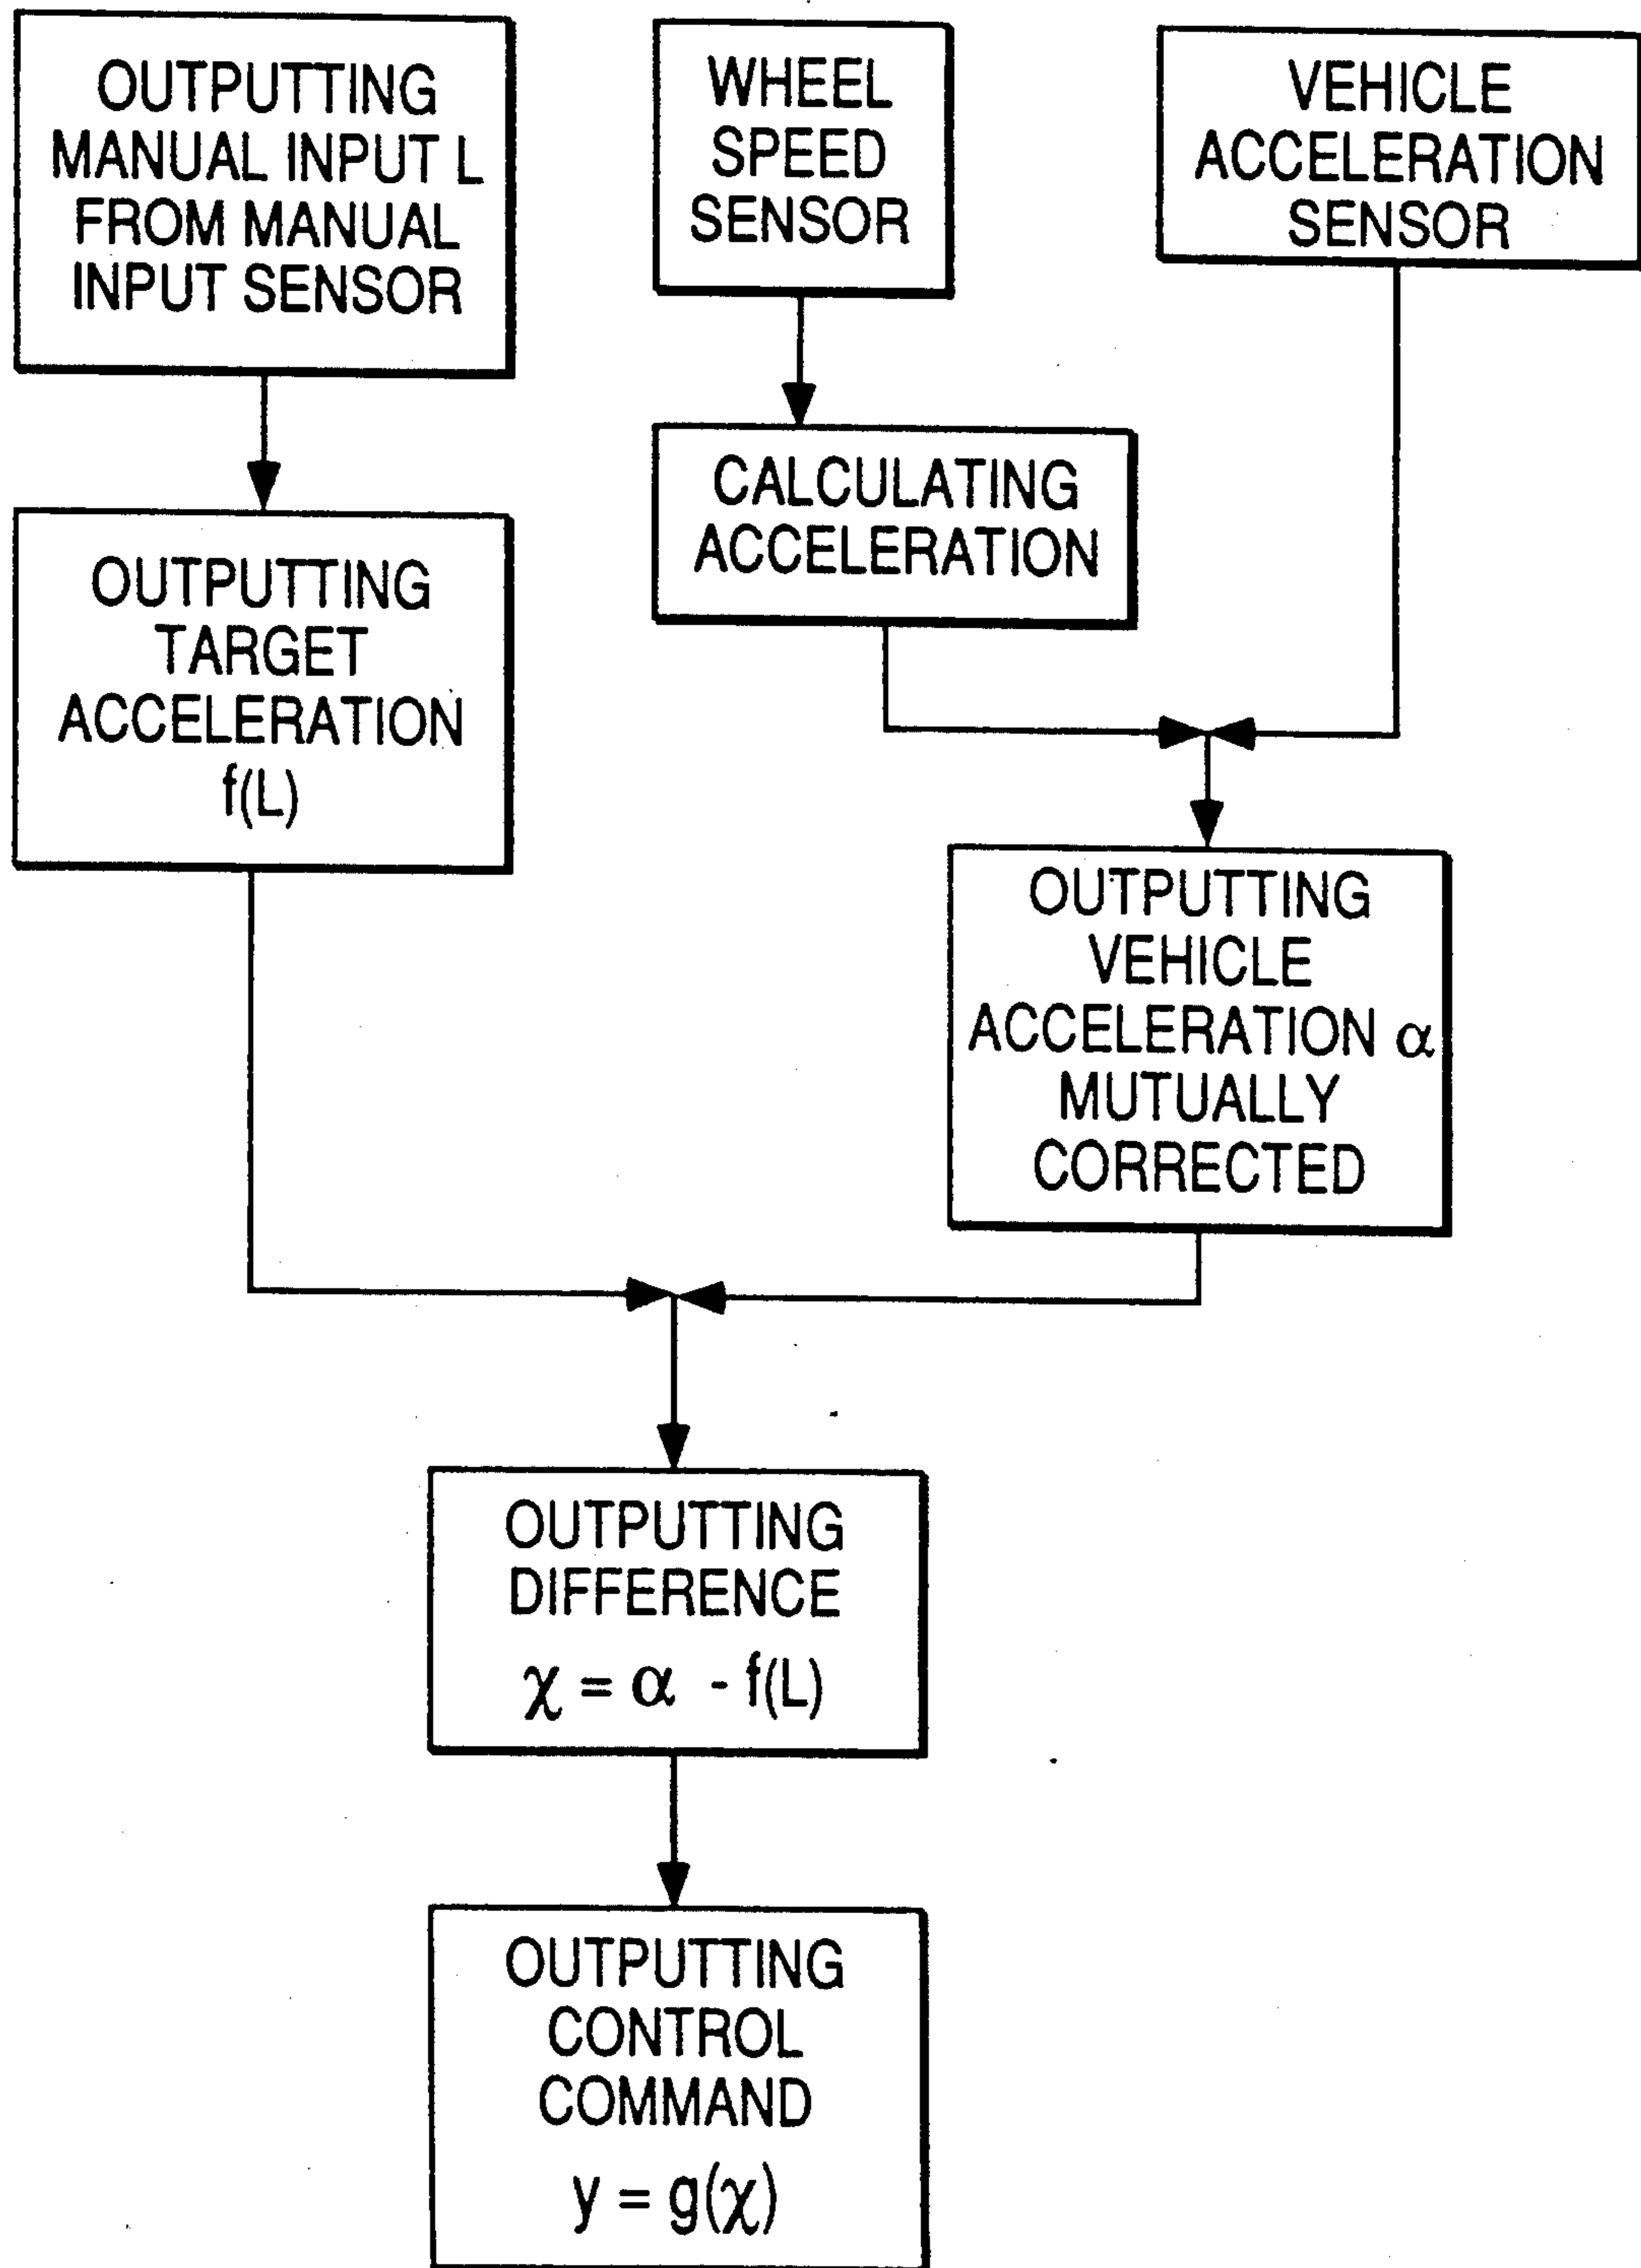 OUTPUTTING
MANUAL INPUT L
FROM MANUAL
INPUT SENSOR
WHEEL
SPEED
SENSOR
VEHICLE
ACCELERATION
SENSOR
CALCULATING
ACCELERATION
OUTPUTTING
TARGET
ACCELERATION
f(L)
OUTPUTTING
VEHICLE
ACCELERATION α
MUTUALLY
CORRECTED
OUTPUTTING
DIFFERENCE
χ = α - f(L)
OUTPUTTING
CONTROL
COMMAND
y = g(χ)